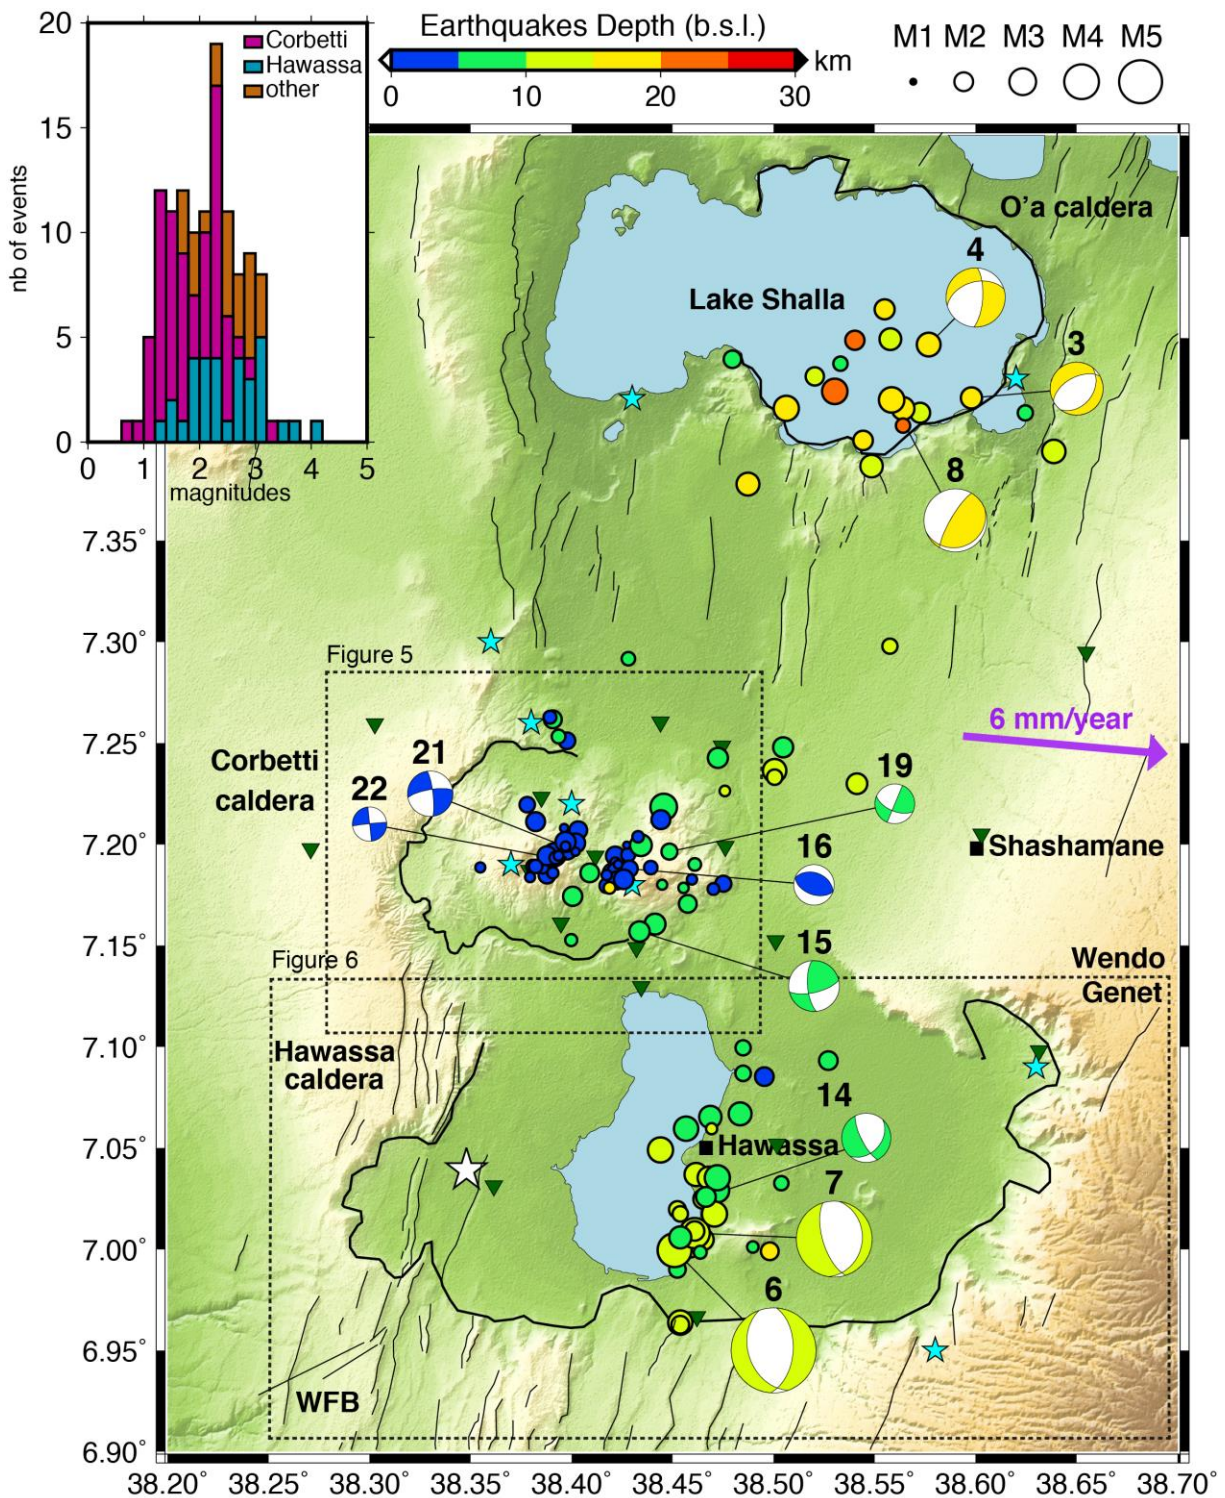 20
15
10
5
0
nb of events
Corbetti
Hawassa
other
0 1 2 3 4 5
magnitudes
Earthquakes Depth (b.s.l.)
km
0 10 20 30
M1 M2 M3 M4 M5
O'a caldera
4
Lake Shalla
3
8
7.35°
7.30°
Figure 5
6 mm/year
7.25°
Corbetti
caldera
21
22
19
7.20°
Shashamane
16
7.15°
15
Figure 6
Wendo
Genet
7.10°
Hawassa
caldera
14
7.05°
Hawassa
7
7.00°
6
6.95°
WFB
6.90°
38.20° 38.30° 38.35° 38.40° 38.45° 38.50° 38.55° 38.60° 38.65° 38.70°